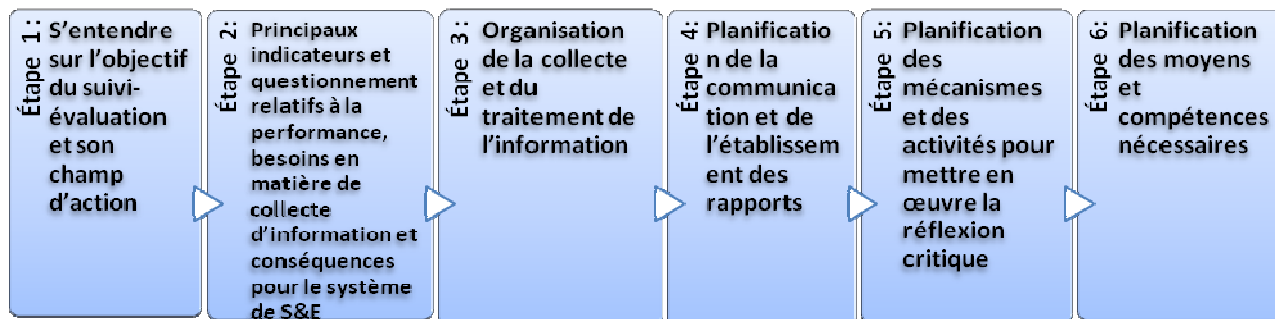 Étape 1:
S’entendre
sur l’objectif
du suivi-
évaluation
et son
champ
d’action
Étape 2:
Principaux
indicateurs et
questionnement
relatifs à la
performance,
besoins en
matière de
collecte
d’information et
conséquences
pour le système
de S&E
Étape 3:
Organisation
de la collecte
et du
traitement de
l’information
Étape 4:
Planificatio
n de la
communica
tion et de
l’établissem
ent des
rapports
Étape 5:
Planification
des
mécanismes
et des
activités pour
mettre en
œuvre la
réflexion
critique
Étape 6:
Planification
des moyens
et
compétences
nécessaires